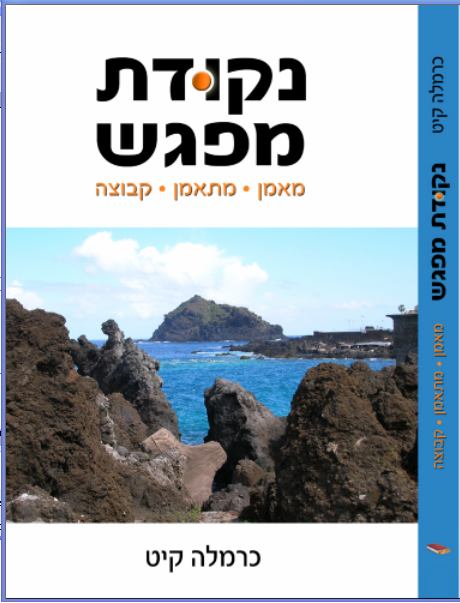 נקודת
מפגש
מאמן • מתאמן • קבוצה
כרמלה קיט
כרמלה קיט
נקודת מפגש
מאמן • מתאמן • קבוצה